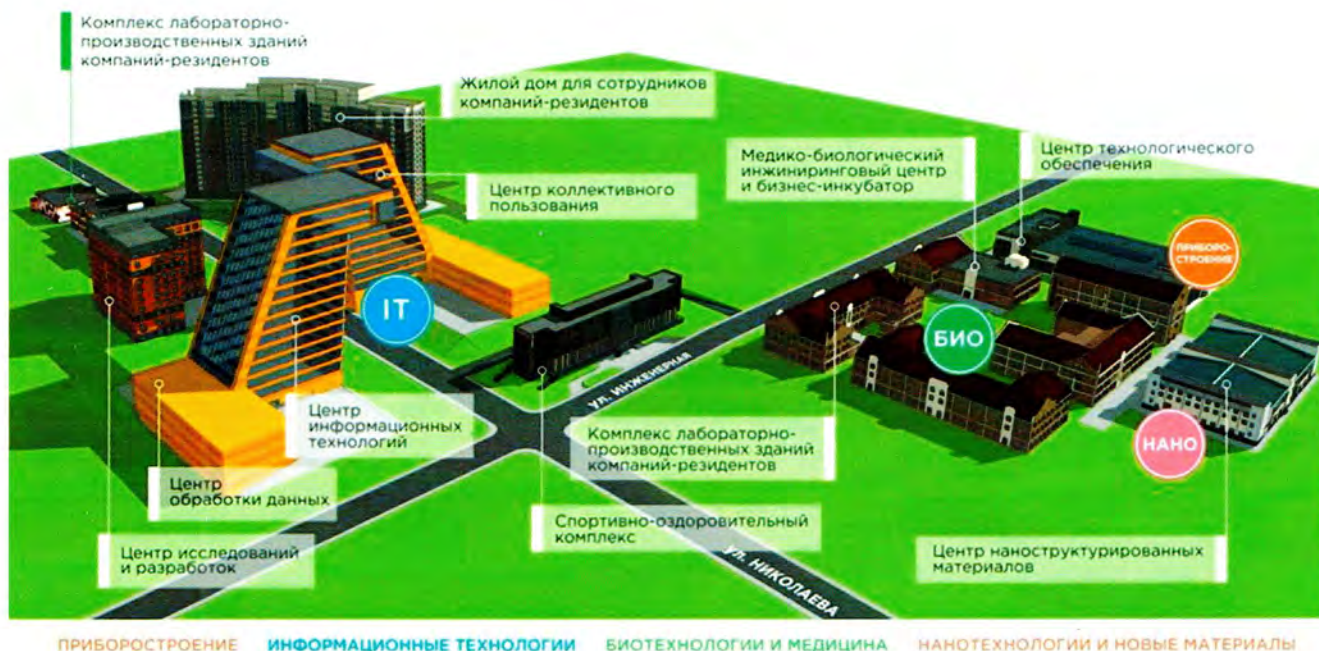 Комплекс лабораторно-
производственных зданий
компаний-резидентов
Жилой дом для сотрудников
компаний-резидентов
Центр коллективного
пользования
Медико-биологический
инжиниринговый центр
и бизнес-инкубатор
Центр технологического
обеспечения
ПРИБОРО-
СТРОЕНИЕ
IT
БИО
НАНО
ул. ИНЖЕНЕРНАЯ
Центр
информационных
технологий
Центр
обработки данных
Центр исследований
и разработок
Комплекс лабораторно-
производственных зданий
компаний-резидентов
Спортивно-оздоровительный
комплекс
ул. НИКОЛАЕВА
Центр наноструктурированных
материалов
ПРИБОРОСТРОЕНИЕ ИНФОРМАЦИОННЫЕ ТЕХНОЛОГИИ БИОТЕХНОЛОГИИ И МЕДИЦИНА НАНОТЕХНОЛОГИИ И НОВЫЕ МАТЕРИАЛЫ